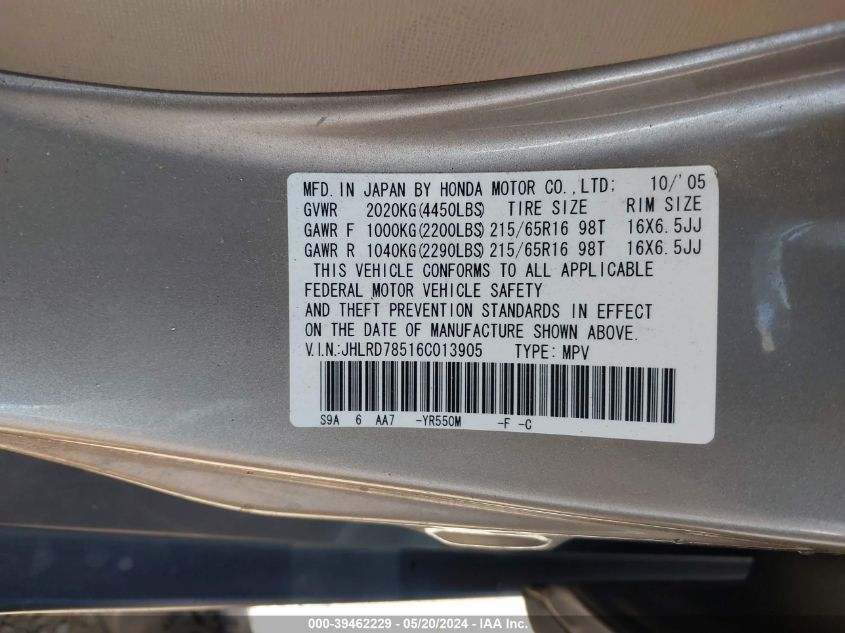 MFD. IN JAPAN BY HONDA MOTOR CO.,LTD; 10/'05
GVWR 2020KG(4450LBS) TIRE SIZE RIM SIZE
GAWR F 1000KG(2200LBS) 215/65R16 98T 16X6.5JJ
GAWR R 1040KG(2290LBS) 215/65R16 98T 16X6.5JJ
THIS VEHICLE CONFORMS TO ALL APPLICABLE
FEDERAL MOTOR VEHICLE SAFETY
AND THEFT PREVENTION STANDARDS IN EFFECT
ON THE DATE OF MANUFACTURE SHOWN ABOVE.
V.I.N.:JHLRD78516C013905 TYPE: MPV
S9A 6 AA7 -YR550M -F -C
000-39462229 - 05/20/2024 - IAA Inc.